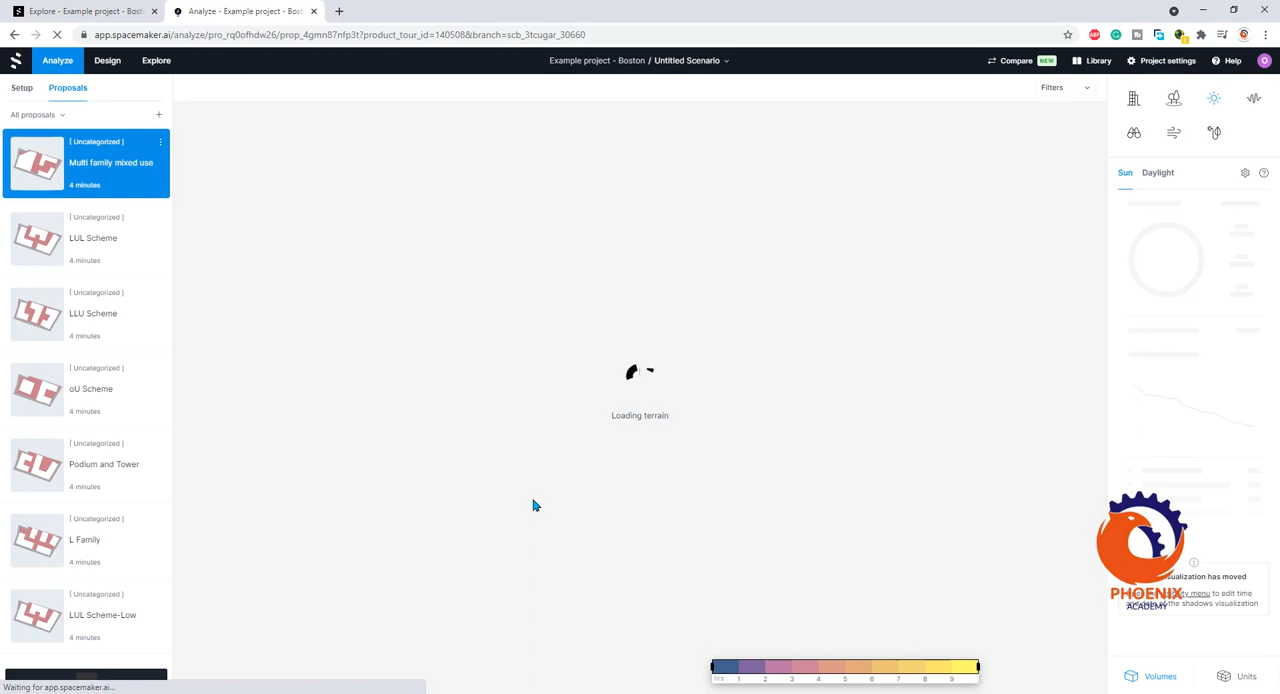 Explore - Example project - Bost
Analyze - Example project - Bost
app.spacemaker.ai/analyze/pro_rq0ofhdw26/prop_4gmn87nfp3t?product_tour_id=140508&branch=scb_3tcugar_30660
Analyze
Design
Explore
Example project - Boston / Untitled Scenario
Compare NEW
Library
Project settings
Help
O
Setup
Proposals
Filters
All proposals
[ Uncategorized ]
Multi family mixed use
4 minutes
[ Uncategorized ]
LUL Scheme
4 minutes
[ Uncategorized ]
LLU Scheme
4 minutes
[ Uncategorized ]
oU Scheme
4 minutes
[ Uncategorized ]
Podium and Tower
4 minutes
[ Uncategorized ]
L Family
4 minutes
[ Uncategorized ]
LUL Scheme-Low
4 minutes
Waiting for app.spacemaker.ai...
Loading terrain
hrs 1 2 3 4 5 6 7 8 9
Sun
Daylight
visualization has moved
menu to edit time
of the shadows visualization
PHOENIX
ACADEMY
Volumes
Units